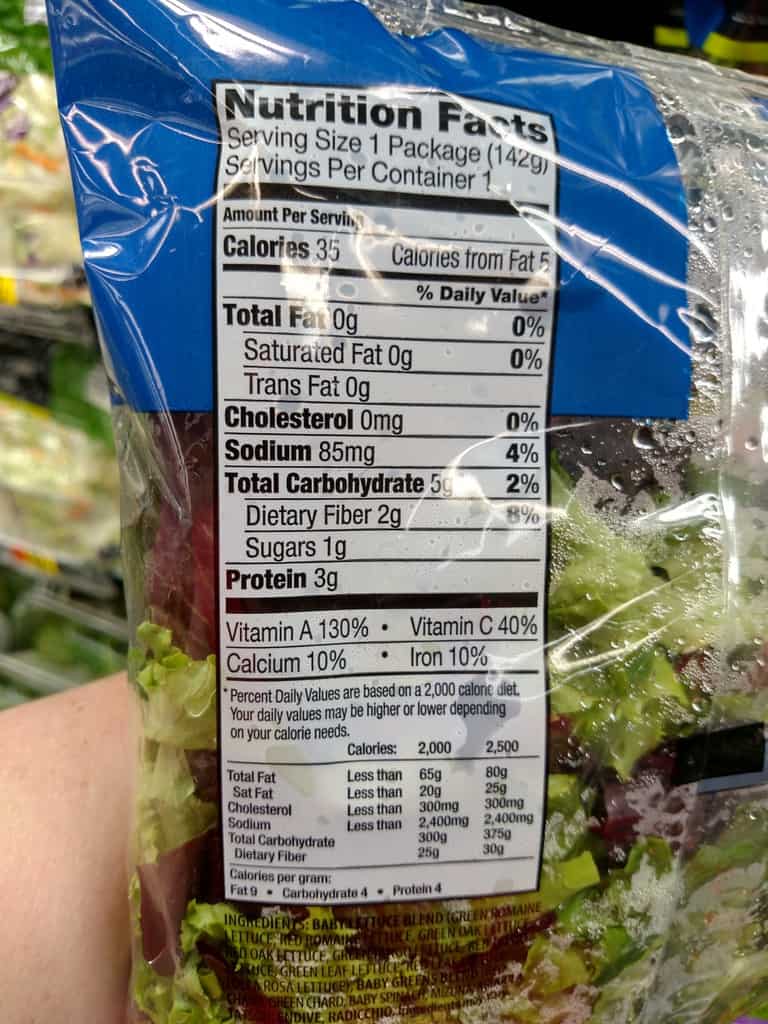 Nutrition Facts
Serving Size 1 Package (142g)
Servings Per Container 1
Amount Per Serving
Calories 35 Calories from Fat 5
% Daily Value*
Total Fat 0g 0%
Saturated Fat 0g 0%
Trans Fat 0g
Cholesterol 0mg 0%
Sodium 85mg 4%
Total Carbohydrate 5g 2%
Dietary Fiber 2g 8%
Sugars 1g
Protein 3g
Vitamin A 130% • Vitamin C 40%
Calcium 10% • Iron 10%
*Percent Daily Values are based on a 2,000 calorie diet.
Your daily values may be higher or lower depending
on your calorie needs.
Calories: 2,000 2,500
Total Fat Less than 65g 80g
Sat Fat Less than 20g 25g
Cholesterol Less than 300mg 300mg
Sodium Less than 2,400mg 2,400mg
Total Carbohydrate 300g 375g
Dietary Fiber 25g 30g
Calories per gram:
Fat 9 • Carbohydrate 4 • Protein 4
INGREDIENTS: BABY LETTUCE BLEND (GREEN ROMAINE
LETTUCE, RED ROMAINE LETTUCE, GREEN OAK LETTUCE,
RED OAK LETTUCE, GREEN LETTUCE, RED
LETTUCE, GREEN LEAF LETTUCE, RED LEAF
ROSA LETTUCE), BABY GREENS BLEND
GREEN CHARD, BABY SPINACH, MIZUNA
ENDIVE, RADICCHIO. Ingredients may